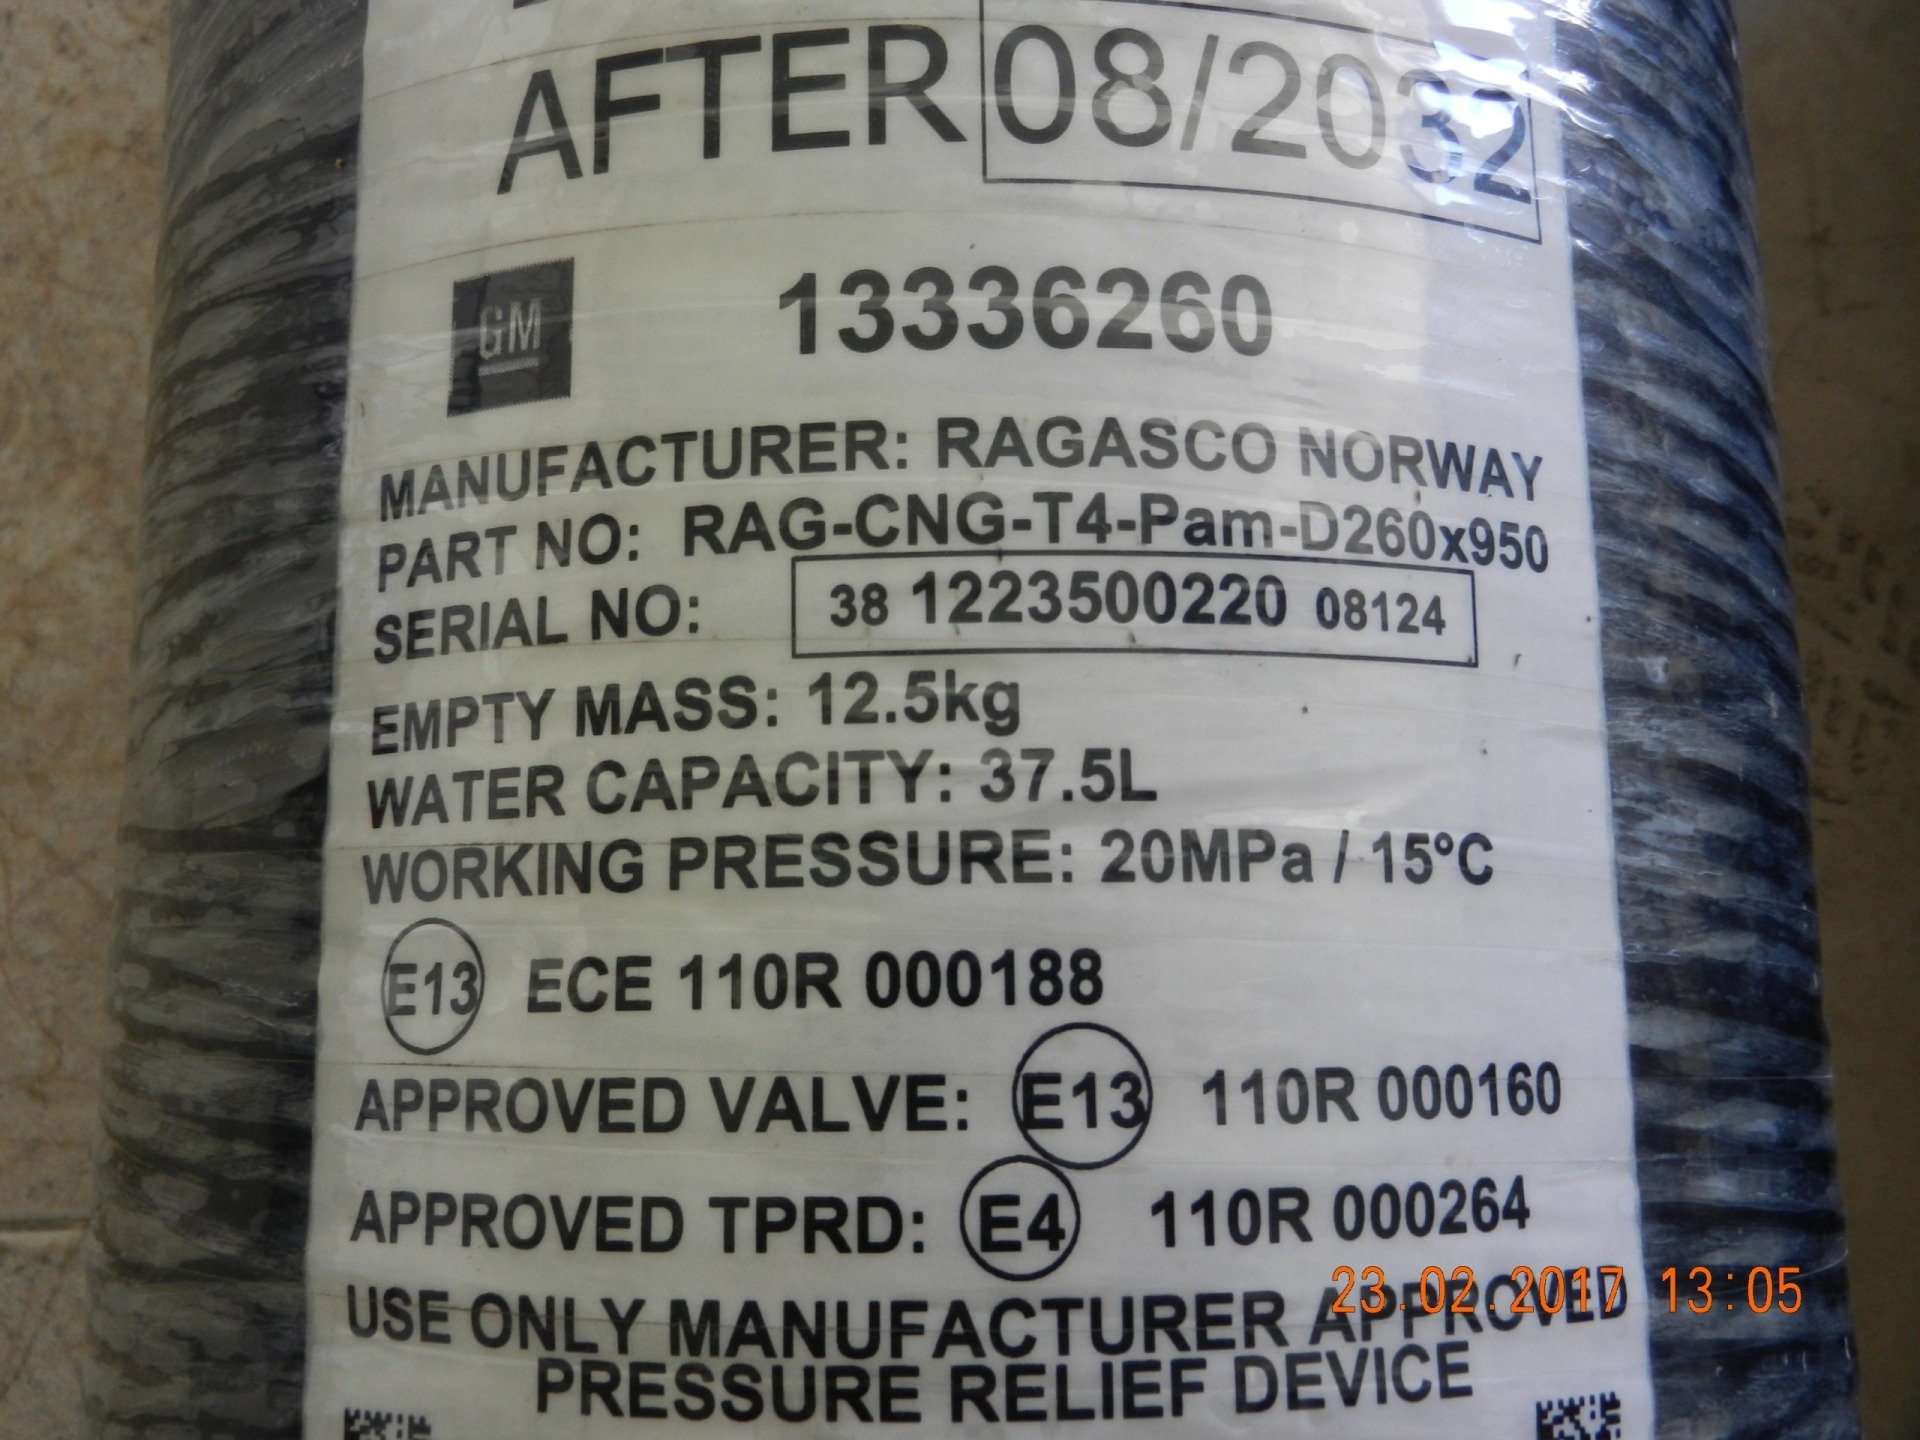 AFTER 08/2032
GM 13336260
MANUFACTURER: RAGASCO NORWAY
PART NO: RAG-CNG-T4-Pam-D260x950
SERIAL NO: 38 1223500220 08124
EMPTY MASS: 12.5kg
WATER CAPACITY: 37.5L
WORKING PRESSURE: 20MPa / 15°C
E13 ECE 110R 000188
APPROVED VALVE: E13 110R 000160
APPROVED TPRD: E4 110R 000264
USE ONLY MANUFACTURER APPROVED
PRESSURE RELIEF DEVICE
23.02.2017 13:05